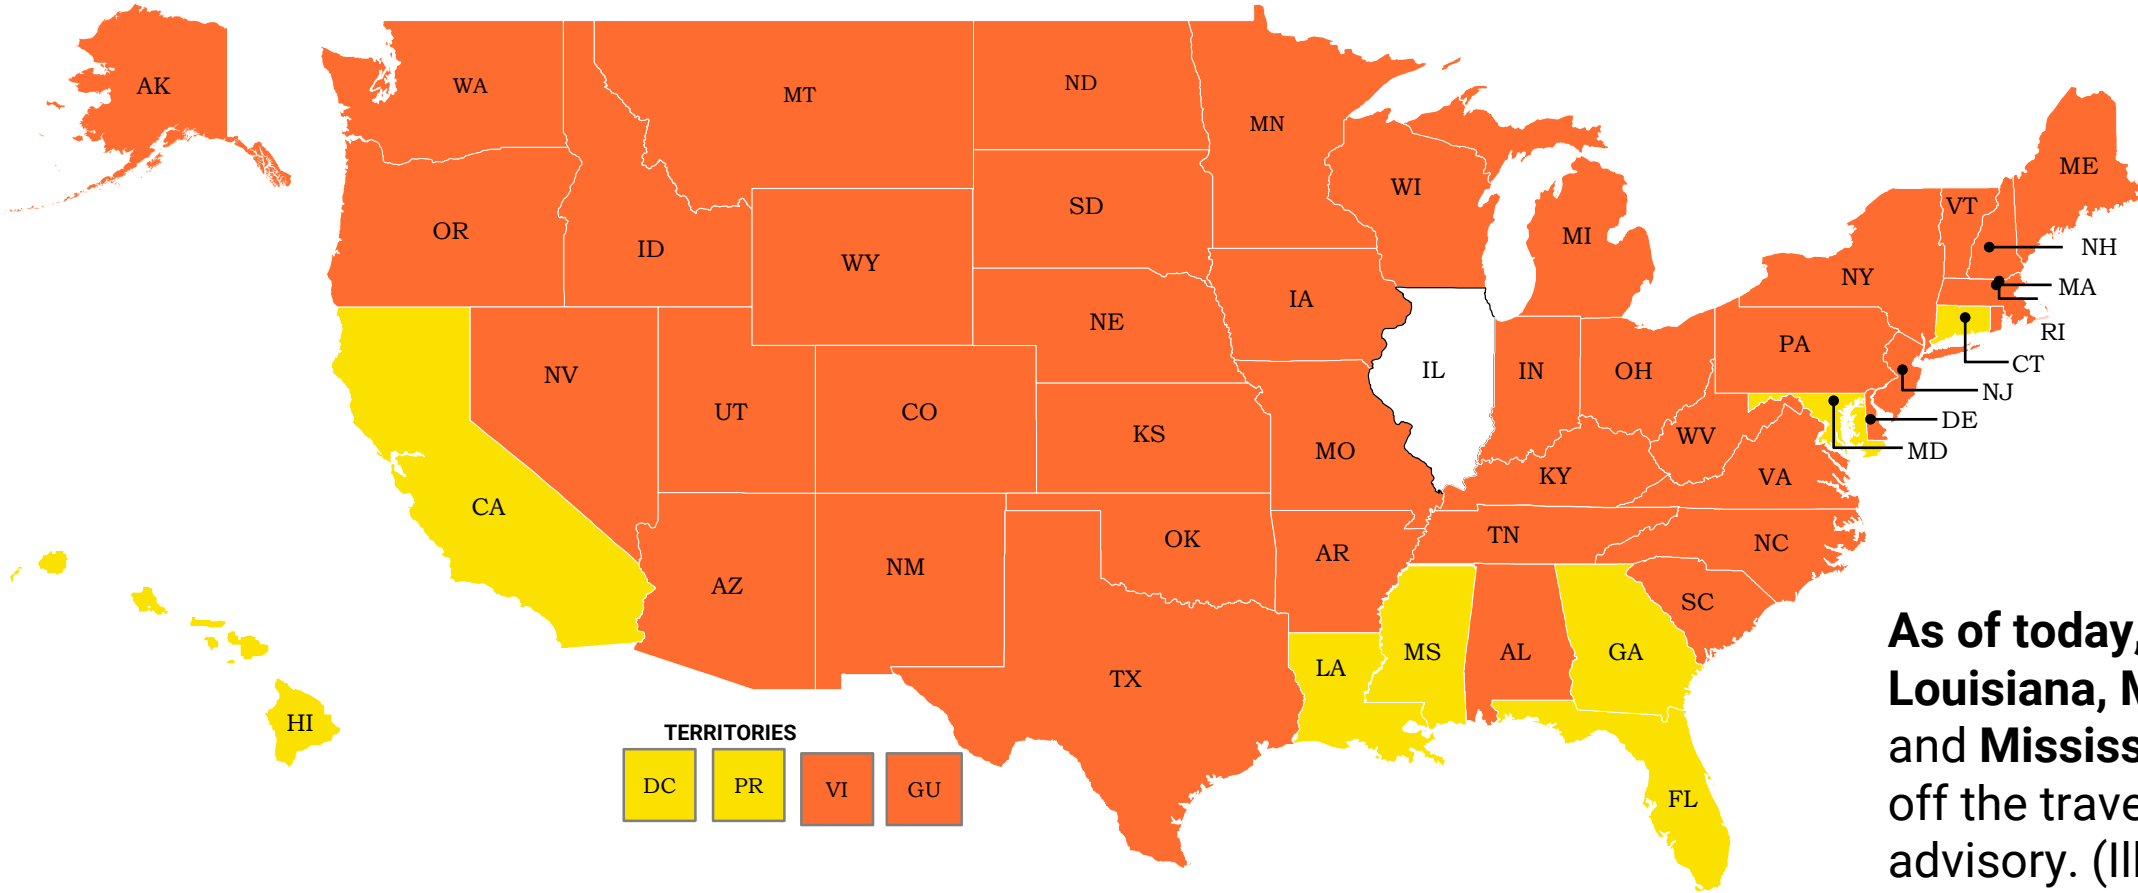 AK
WA
MT
ND
MN
ME
WI
VT
SD
OR
MI
NH
ID
WY
NY
MA
IA
NE
RI
PA
CT
IL
IN
OH
NV
NJ
UT
CO
DE
KS
WV
MD
MO
KY
VA
CA
TN
OK
NC
AR
NM
AZ
SC
MS
AL
GA
LA
TX
HI
TERRITORIES
DC
PR
VI
GU
FL
As of today,
Louisiana, M
and Mississ
off the trave
advisory. (Ill